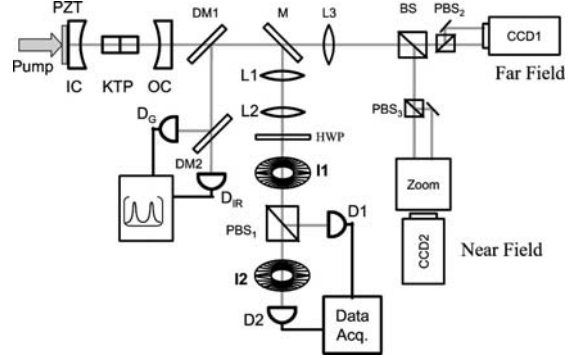 PZT
DM1
M
L3
BS
PBS2
CCD1
Pump
IC
KTP
OC
Far Field
L1
L2
DG
HWP
PBS3
DM2
I1
Zoom
DIR
D1
PBS1
CCD2
Near Field
I2
D2
Data
Acq.